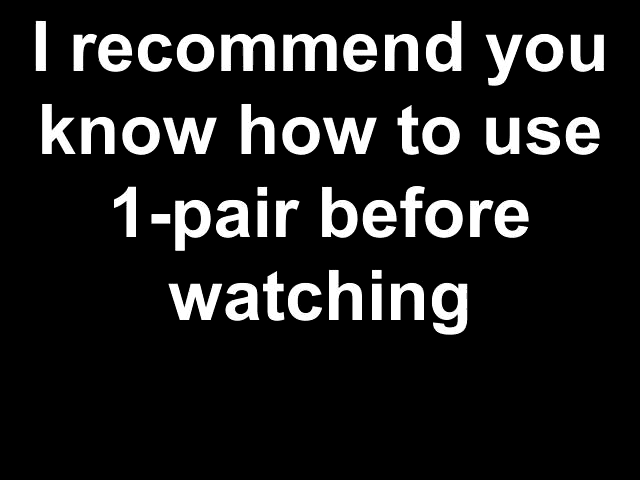 I recommend you
know how to use
1-pair before
watching